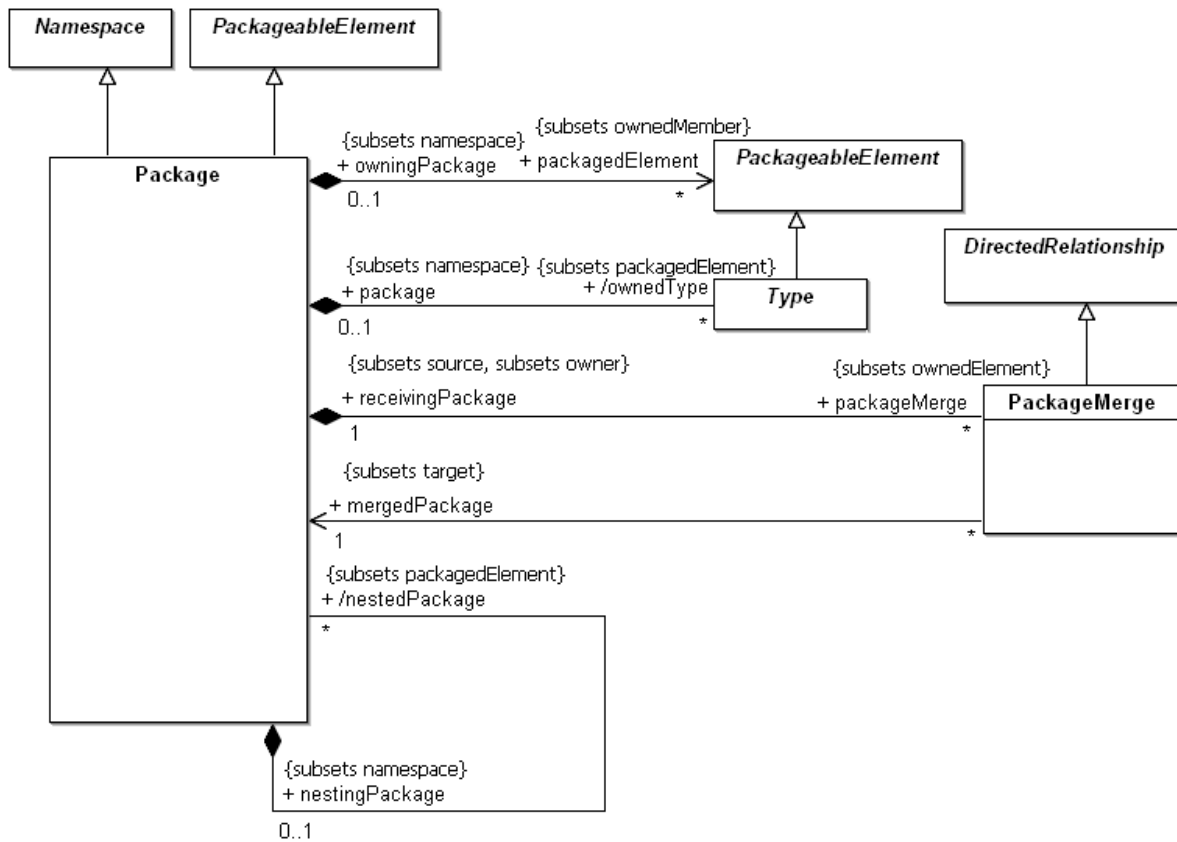 Namespace
PackageableElement
{subsets namespace}
{subsets ownedMember}
+ owningPackage
+ packagedElement
0..1
*
PackageableElement
Package
DirectedRelationship
{subsets namespace}
{subsets packagedElement}
+ package
+ /ownedType
0..1
*
Type
{subsets source, subsets owner}
{subsets ownedElement}
+ receivingPackage
+ packageMerge
1
*
PackageMerge
{subsets target}
+ mergedPackage
1
*
{subsets packagedElement}
+ /nestedPackage
*
{subsets namespace}
+ nestingPackage
0..1